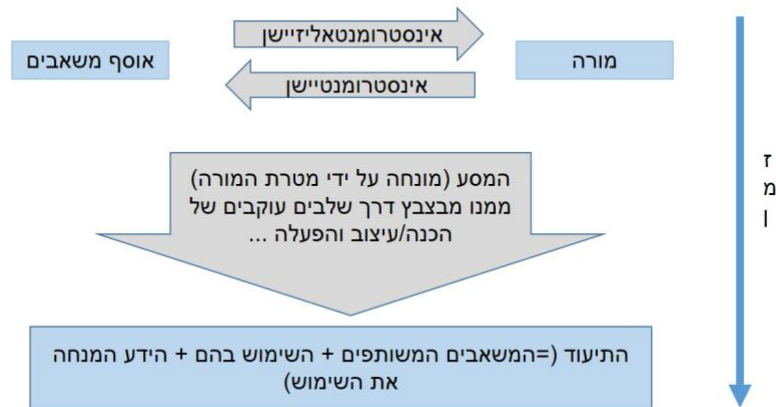 אינסטרומנטאליזיישן
מורה
אוסף משאבים
אינסטרומנטיישן
המסע (מונחה על ידי מטרת המורה)
ממנו מבצבץ דרך שלבים עוקבים של
הכנה/עיצוב והפעלה ...
ז
מ
ן
התיעוד (=המשאבים המשותפים + השימוש בהם + הידע המנחה
את השימוש)